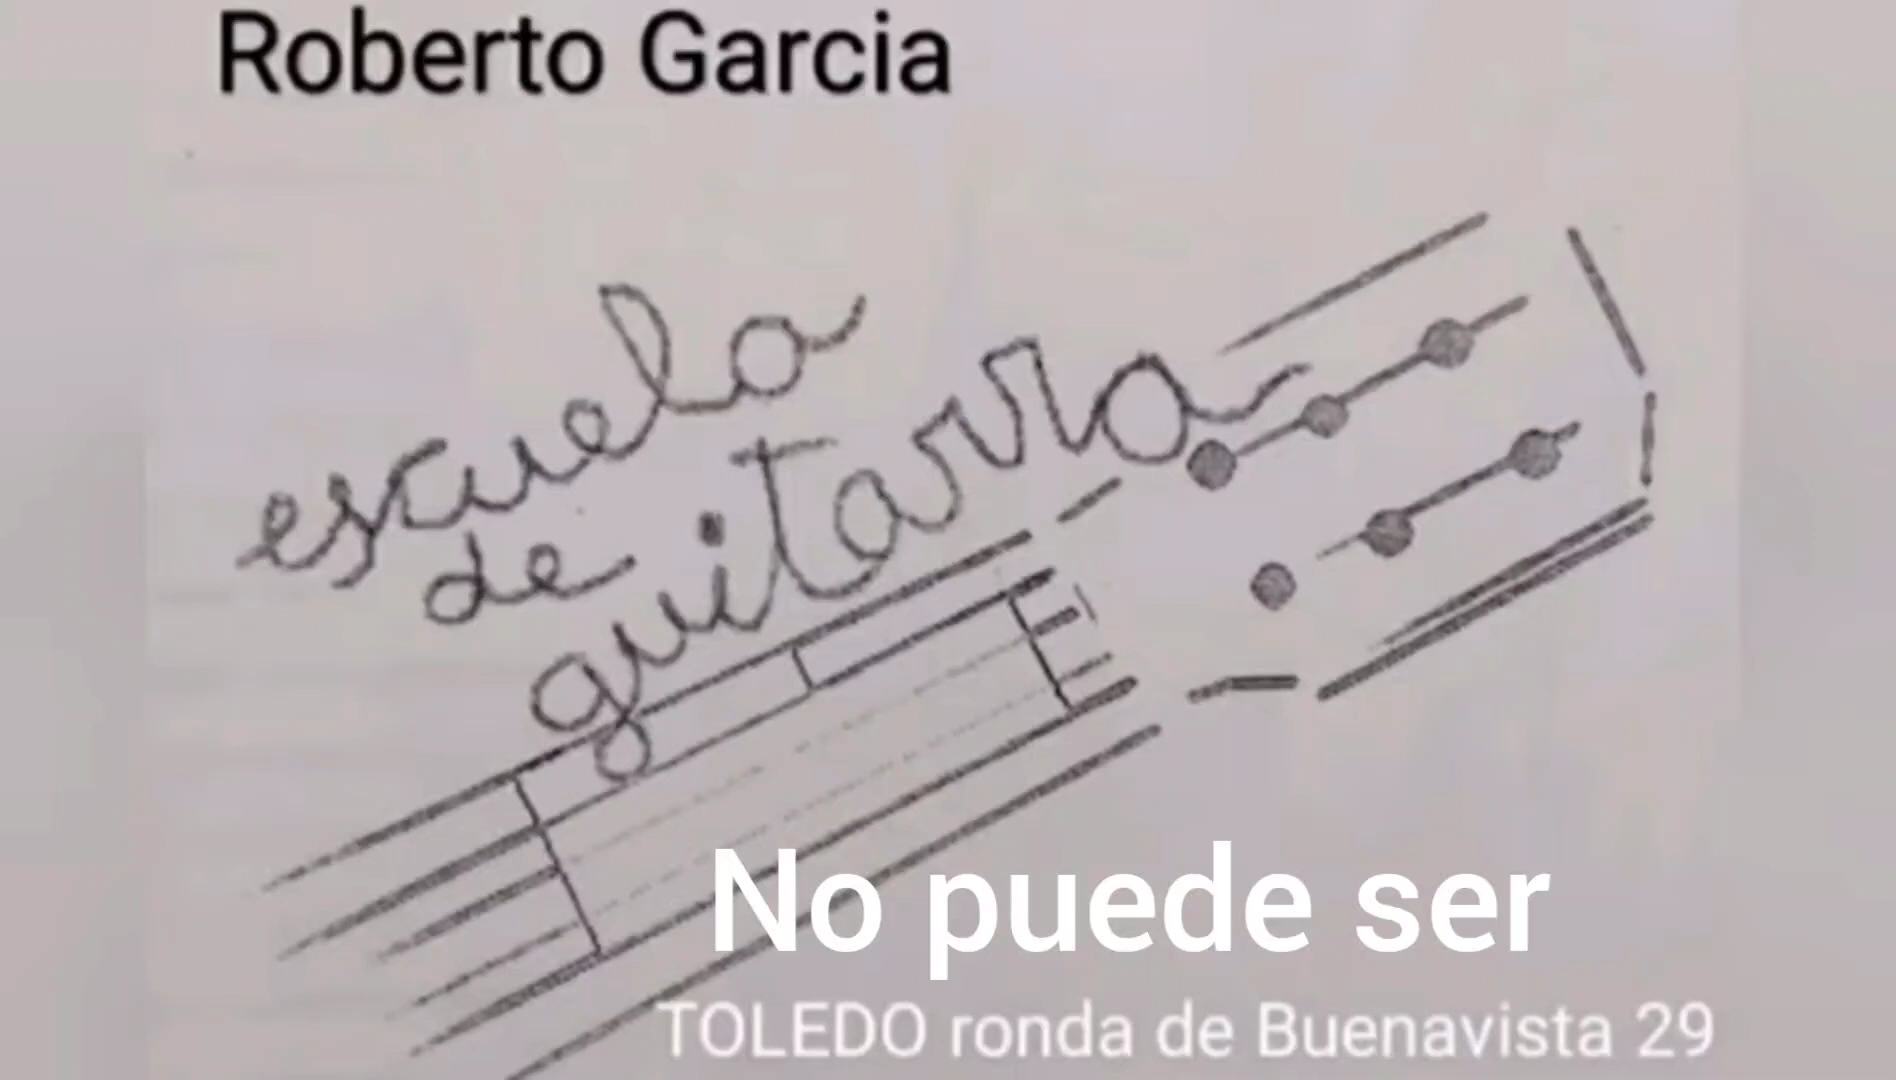 Roberto Garcia
escuela
de
guitarra
No puede ser
TOLEDO ronda de Buenavista 29